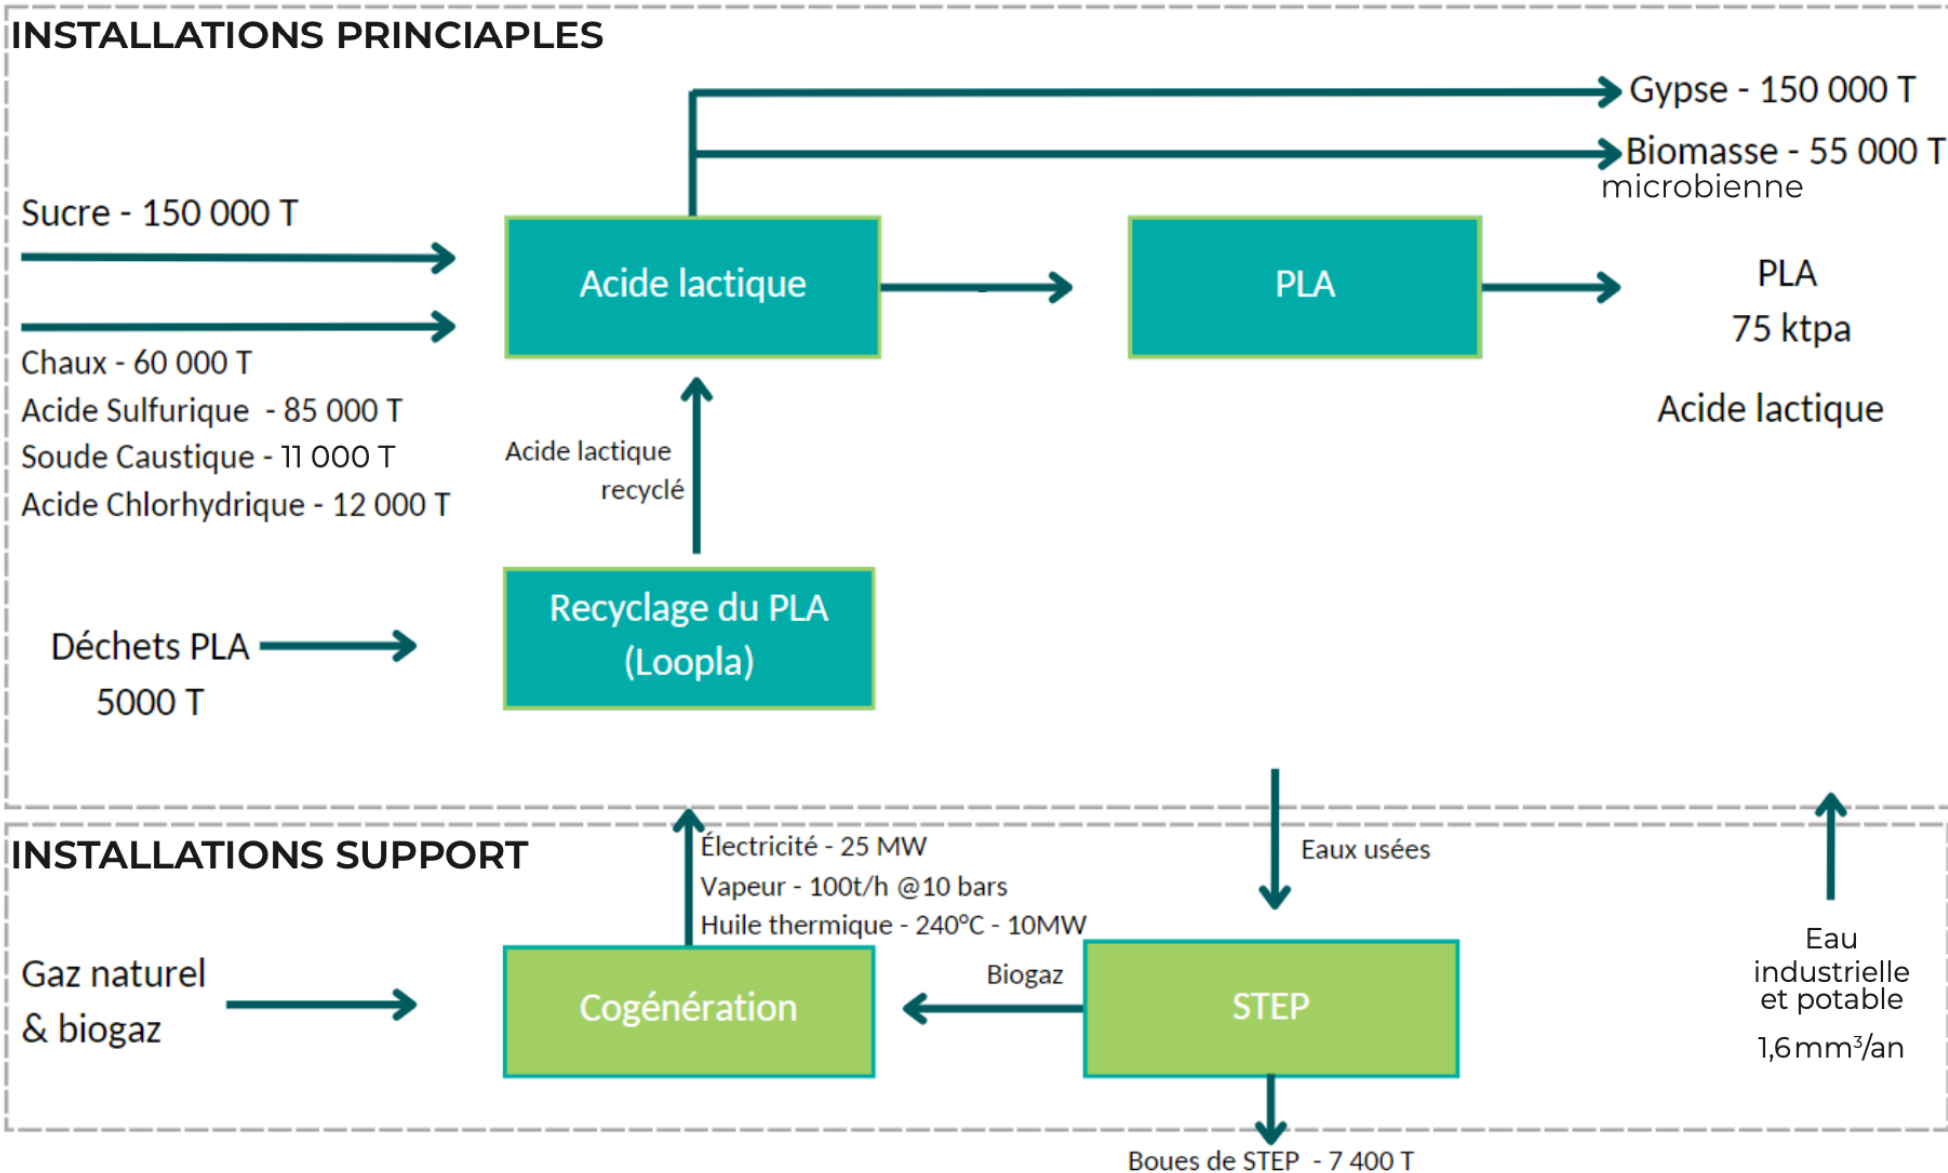 INSTALLATIONS PRINCIAPLES
Gypse - 150 000 T
Biomasse - 55 000 T
microbienne
Sucre - 150 000 T
Acide lactique
PLA
PLA
75 ktpa
Acide lactique
Chaux - 60 000 T
Acide Sulfurique - 85 000 T
Soude Caustique - 11 000 T
Acide Chlorhydrique - 12 000 T
Acide lactique
recyclé
Recyclage du PLA
(Loopla)
Déchets PLA
5000 T
INSTALLATIONS SUPPORT
Électricité - 25 MW
Vapeur - 100t/h @10 bars
Huile thermique - 240°C - 10MW
Eaux usées
Gaz naturel
& biogaz
Cogénération
Biogaz
STEP
Eau
industrielle
et potable
1,6mm³/an
Boues de STEP - 7 400 T